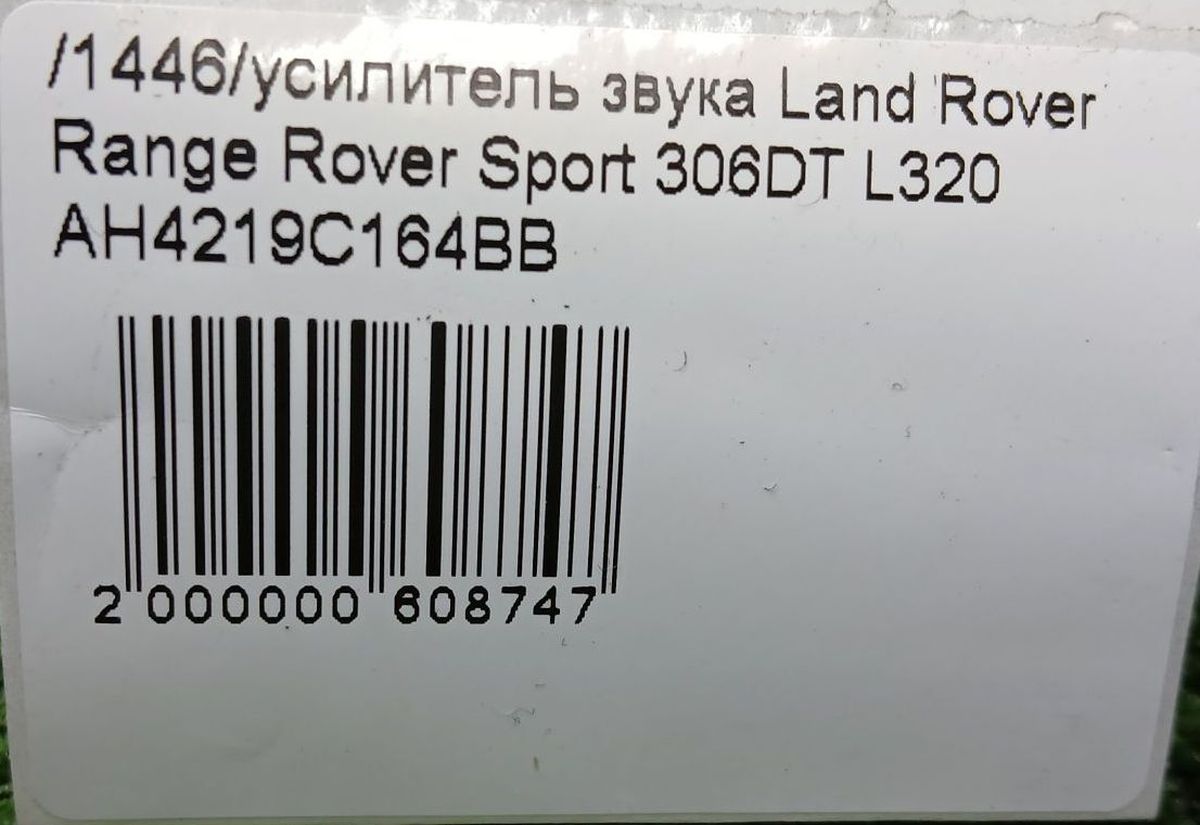 /1446/усилитель звука Land Rover
Range Rover Sport 306DT L320
AH4219C164BB
2 000000 608747